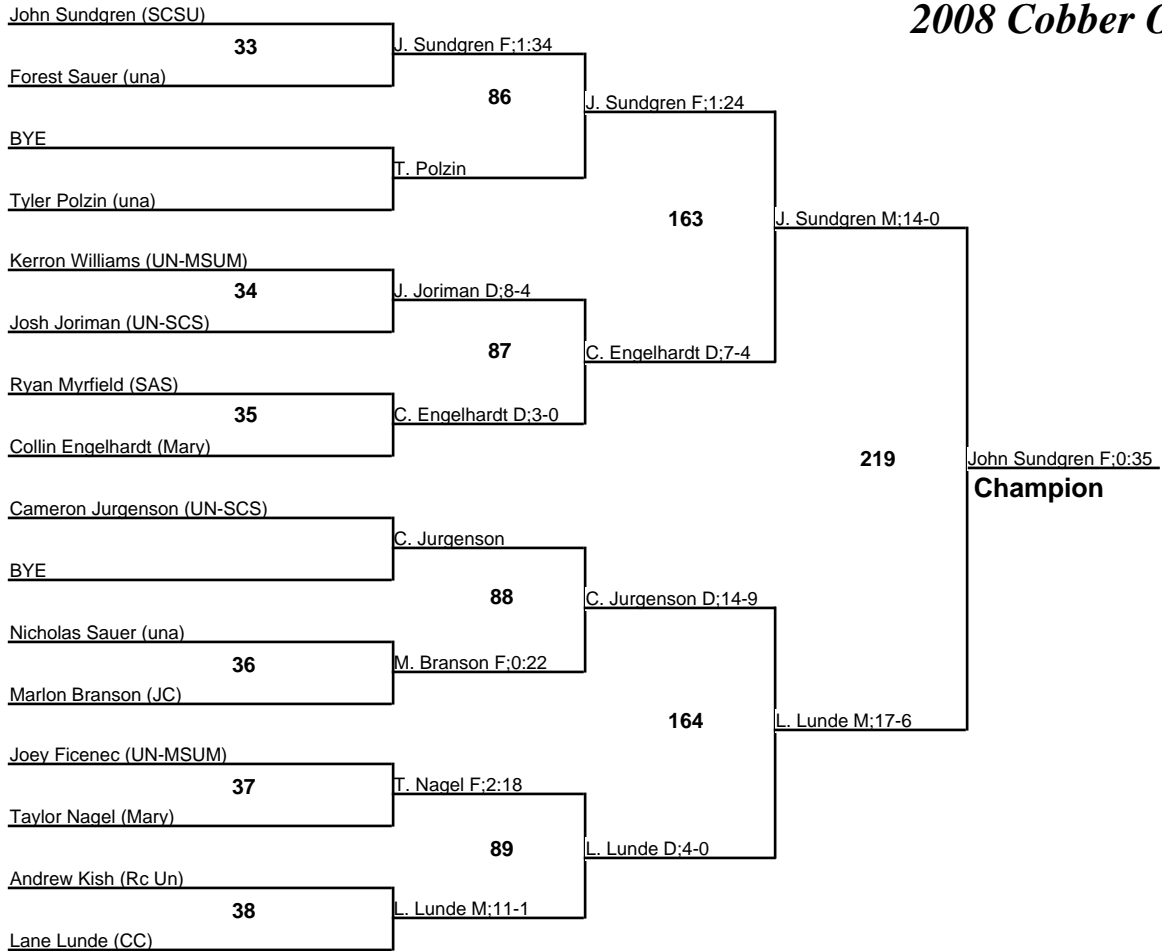 2008 Cobber O
John Sundgren (SCSU)
33
J. Sundgren F;1:34
Forest Sauer (una)
86
J. Sundgren F;1:24
BYE
T. Polzin
Tyler Polzin (una)
163
J. Sundgren M;14-0
Kerron Williams (UN-MSUM)
34
J. Joriman D;8-4
Josh Joriman (UN-SCS)
87
C. Engelhardt D;7-4
Ryan Myrfield (SAS)
35
C. Engelhardt D;3-0
Collin Engelhardt (Mary)
219
John Sundgren F;0:35
Champion
Cameron Jurgenson (UN-SCS)
C. Jurgenson
BYE
88
C. Jurgenson D;14-9
Nicholas Sauer (una)
36
M. Branson F;0:22
Marlon Branson (JC)
164
L. Lunde M;17-6
Joey Ficenec (UN-MSUM)
37
T. Nagel F;2:18
Taylor Nagel (Mary)
89
L. Lunde D;4-0
Andrew Kish (Rc Un)
38
L. Lunde M;11-1
Lane Lunde (CC)